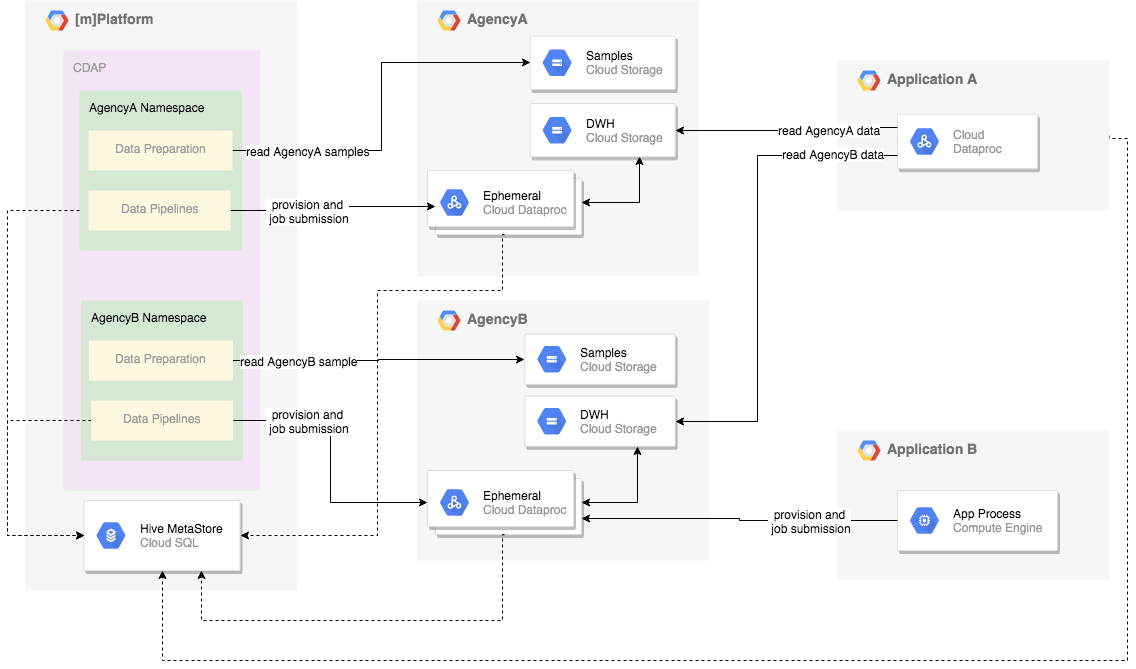 [m]Platform
CDAP
AgencyA Namespace
Data Preparation
Data Pipelines
AgencyB Namespace
Data Preparation
Data Pipelines
Hive MetaStore
Cloud SQL
read AgencyA samples
provision and
job submission
read AgencyB sample
provision and
job submission
AgencyA
Samples
Cloud Storage
DWH
Cloud Storage
Ephemeral
Cloud Dataproc
AgencyB
Samples
Cloud Storage
DWH
Cloud Storage
Ephemeral
Cloud Dataproc
read AgencyA data
read AgencyB data
provision and
job submission
Application A
Cloud
Dataproc
Application B
App Process
Compute Engine